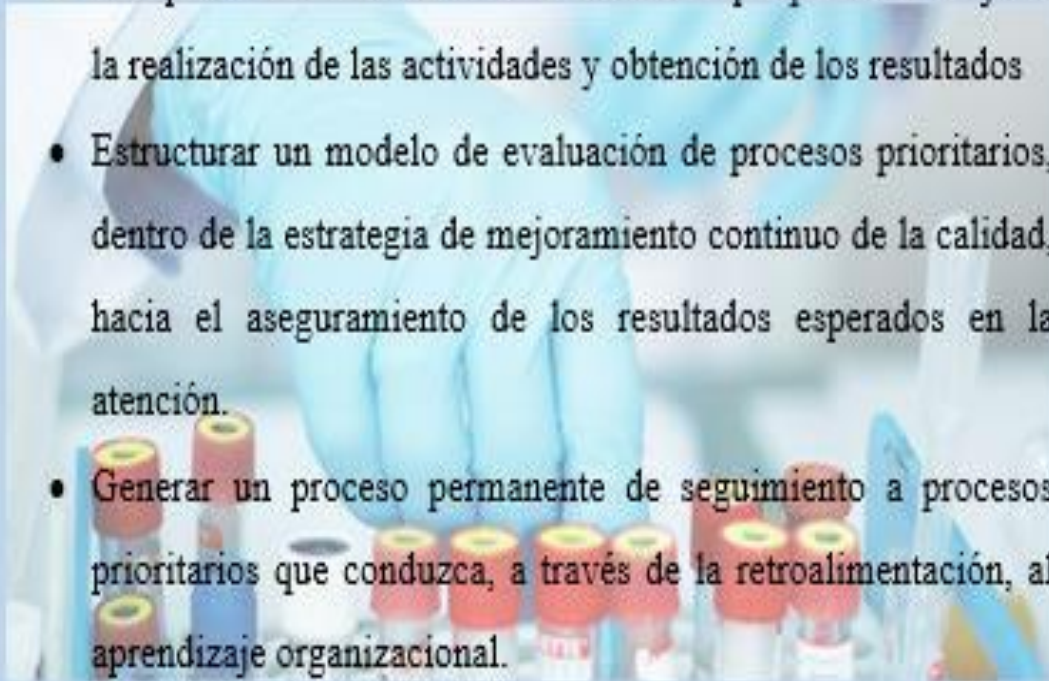 la realización de las actividades y obtención de los resultados
• Estructurar un modelo de evaluación de procesos prioritarios,
dentro de la estrategia de mejoramiento continuo de la calidad,
hacia el aseguramiento de los resultados esperados en la
atención.
• Generar un proceso permanente de seguimiento a procesos
prioritarios que conduzca, a través de la retroalimentación, al
aprendizaje organizacional.